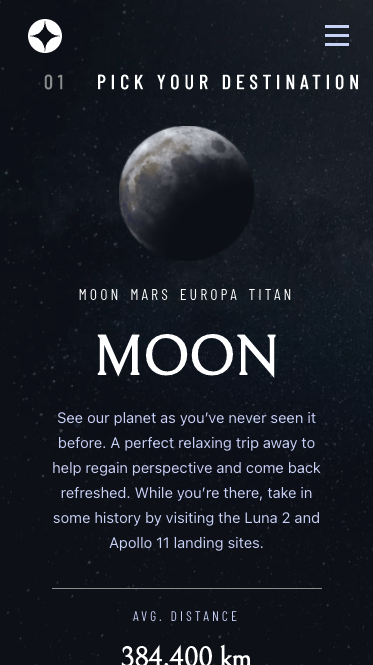 01 PICK YOUR DESTINATION
MOON MARS EUROPA TITAN
MOON
See our planet as you’ve never seen it
before. A perfect relaxing trip away to
help regain perspective and come back
refreshed. While you’re there, take in
some history by visiting the Luna 2 and
Apollo 11 landing sites.
AVG. DISTANCE
384,400 km